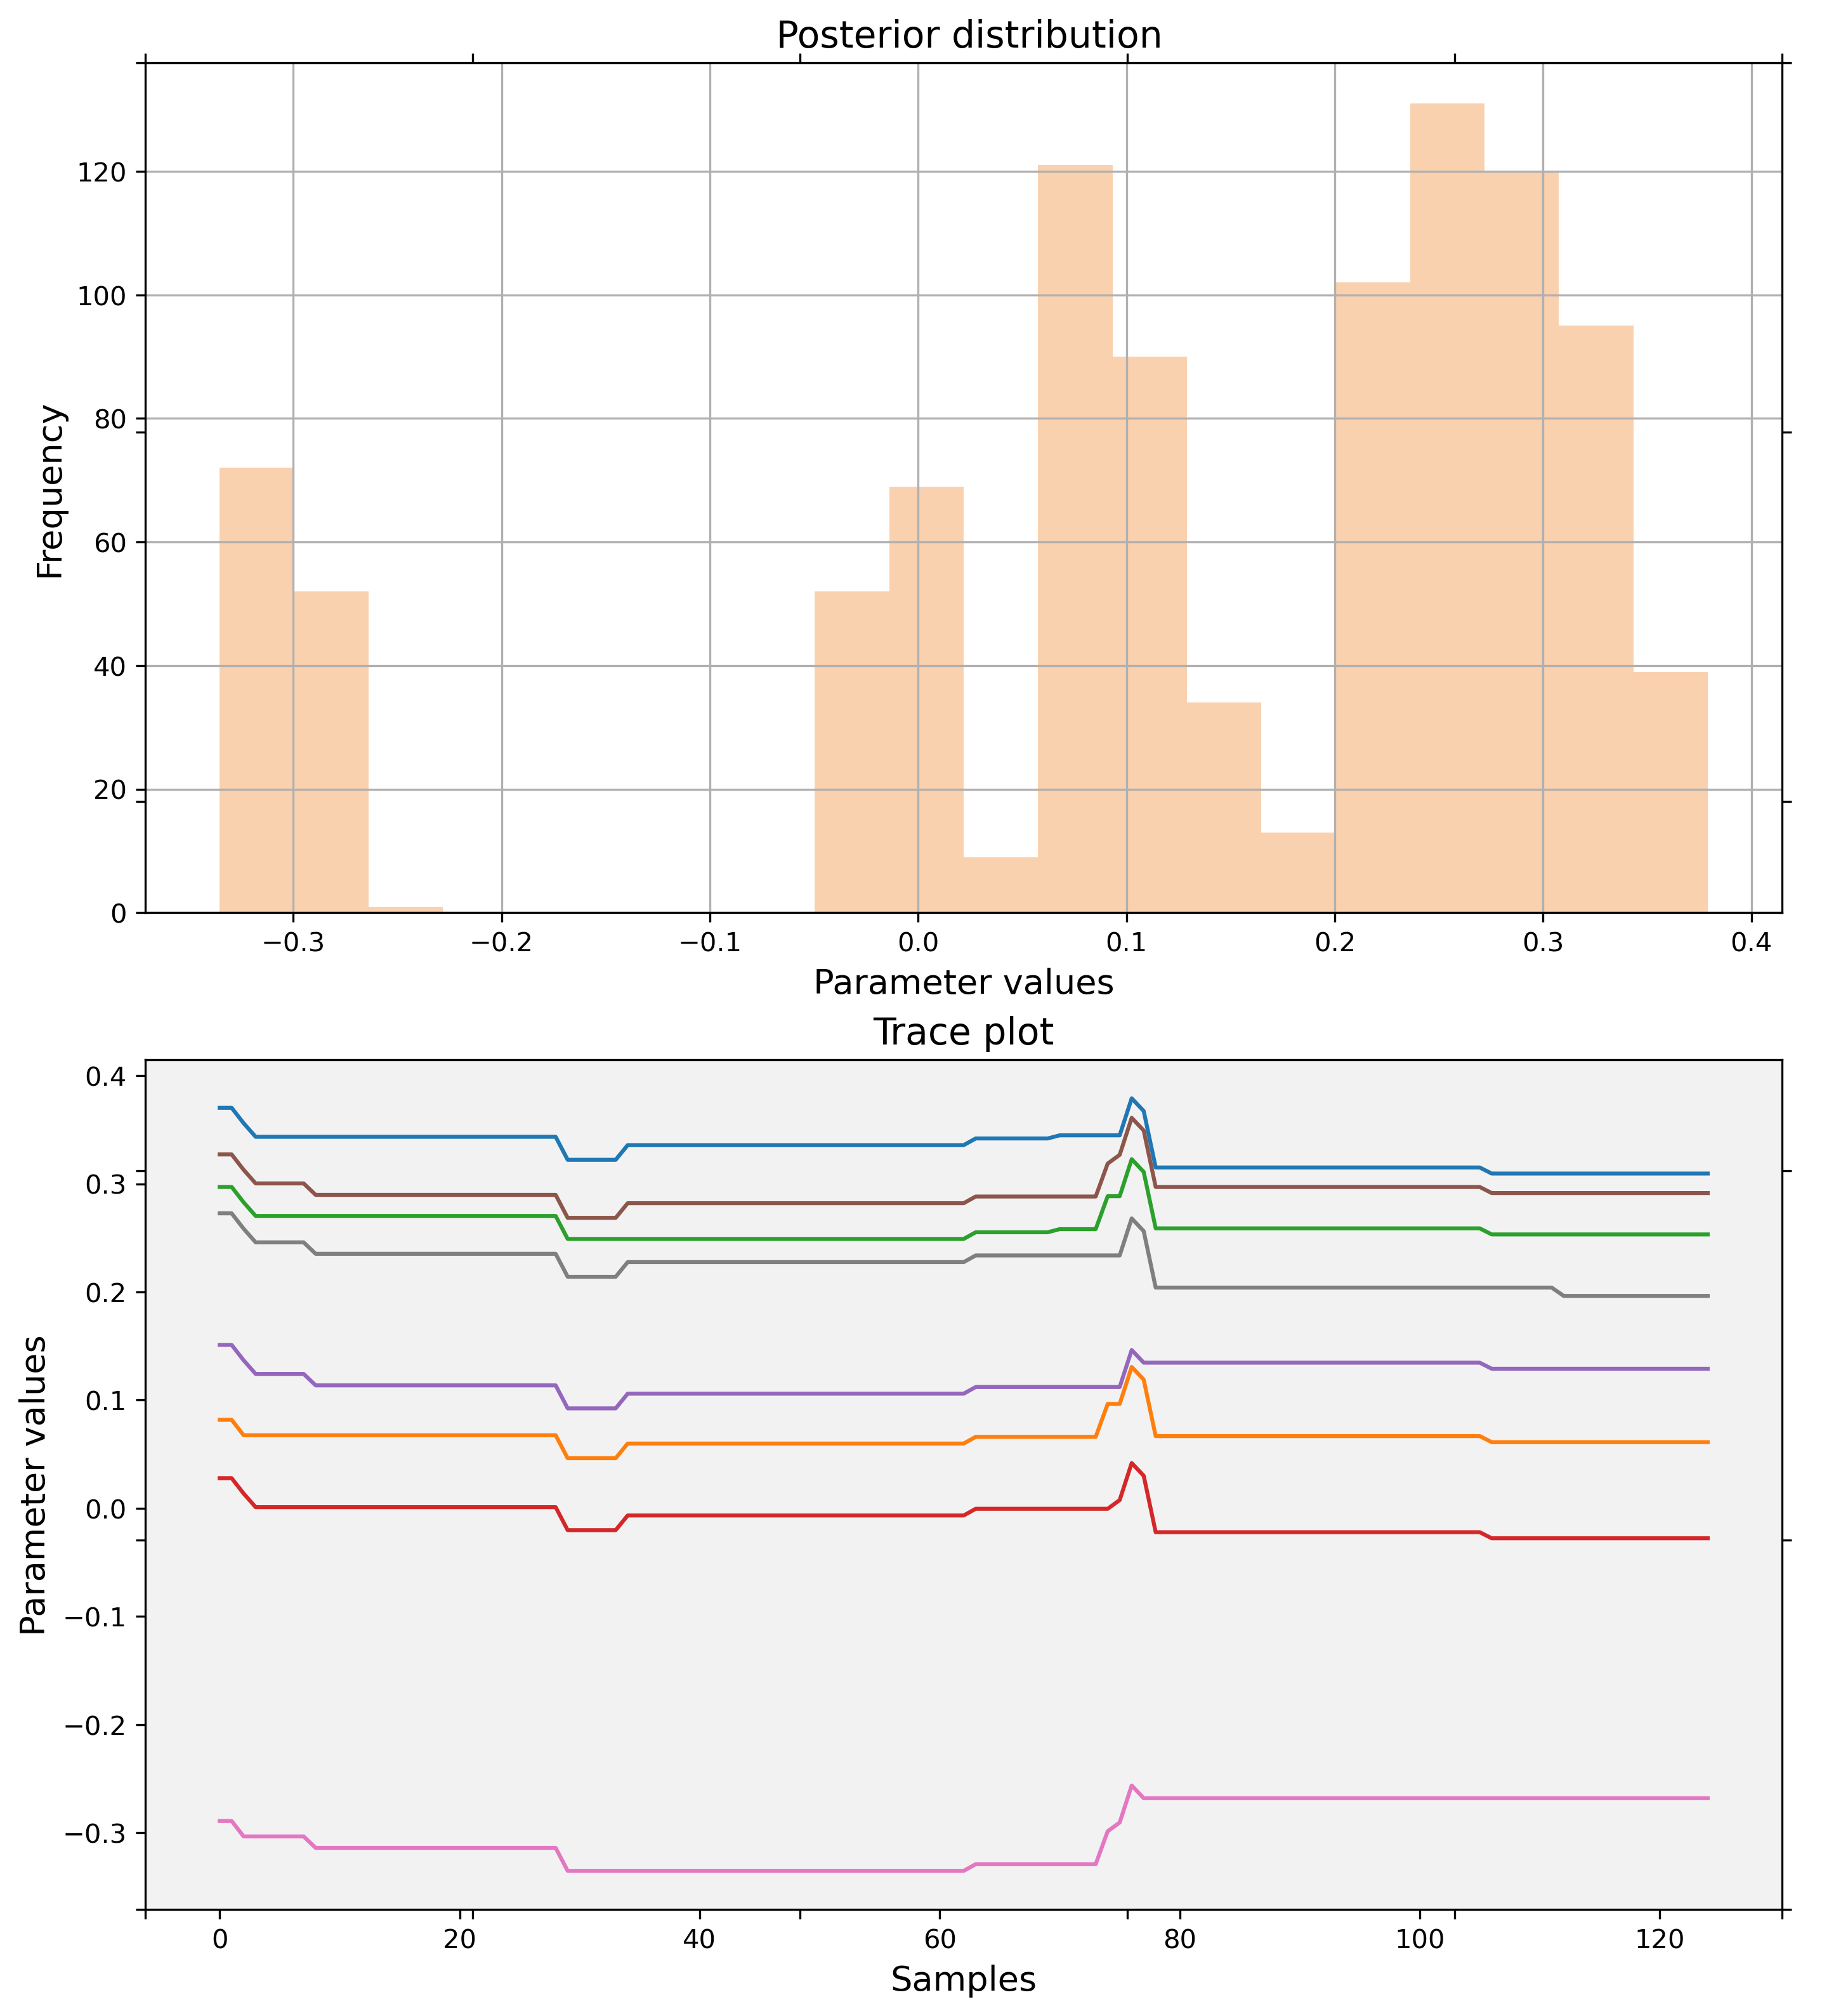 Posterior distribution
120
100
80
60
40
20
0
Frequency
−0.3 −0.2 −0.1 0.0 0.1 0.2 0.3 0.4
Parameter values
Trace plot
0.4
0.3
0.2
0.1
0.0
−0.1
−0.2
−0.3
Parameter values
0 20 40 60 80 100 120
Samples